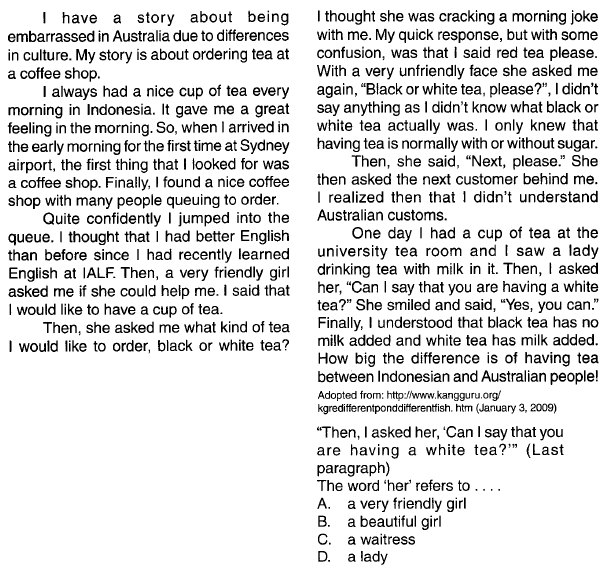 I have a story about being
embarrassed in Australia due to differences
in culture. My story is about ordering tea at
a coffee shop.
I always had a nice cup of tea every
morning in Indonesia. It gave me a great
feeling in the morning. So, when I arrived in
the early morning for the first time at Sydney
airport, the first thing that I looked for was
a coffee shop. Finally, I found a nice coffee
shop with many people queuing to order.
Quite confidently I jumped into the
queue. I thought that I had better English
than before since I had recently learned
English at IALF. Then, a very friendly girl
asked me if she could help me. I said that
I would like to have a cup of tea.
Then, she asked me what kind of tea
I would like to order, black or white tea?
I thought she was cracking a morning joke
with me. My quick response, but with some
confusion, was that I said red tea please.
With a very unfriendly face she asked me
again, “Black or white tea, please?”, I didn’t
say anything as I didn’t know what black or
white tea actually was. I only knew that
having tea is normally with or without sugar.
Then, she said, “Next, please.” She
then asked the next customer behind me.
I realized then that I didn’t understand
Australian customs.
One day I had a cup of tea at the
university tea room and I saw a lady
drinking tea with milk in it. Then, I asked
her, “Can I say that you are having a white
tea?” She smiled and said, “Yes, you can.”
Finally, I understood that black tea has no
milk added and white tea has milk added.
How big the difference is of having tea
between Indonesian and Australian people!
Adopted from: http://www.kangguru.org/
kgredifferentponddifferentfish. htm (January 3, 2009)
“Then, I asked her, ‘Can I say that you
are having a white tea?’” (Last
paragraph)
The word ‘her’ refers to . . . .
A. a very friendly girl
B. a beautiful girl
C. a waitress
D. a lady